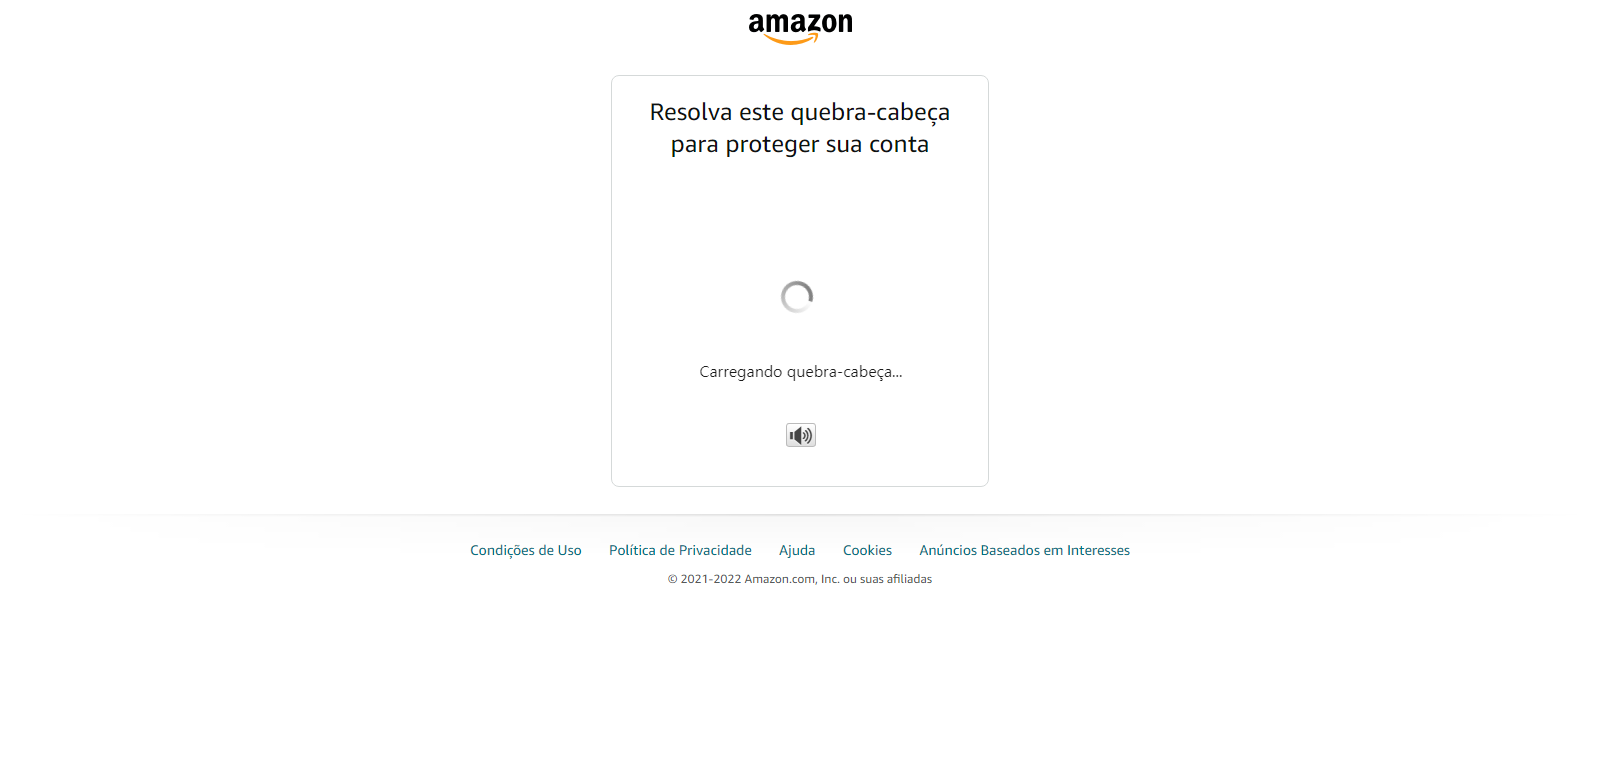 amazon
Resolva este quebra-cabeça
para proteger sua conta
Carregando quebra-cabeça...
Condições de Uso Política de Privacidade Ajuda Cookies Anúncios Baseados em Interesses
© 2021-2022 Amazon.com, Inc. ou suas afiliadas